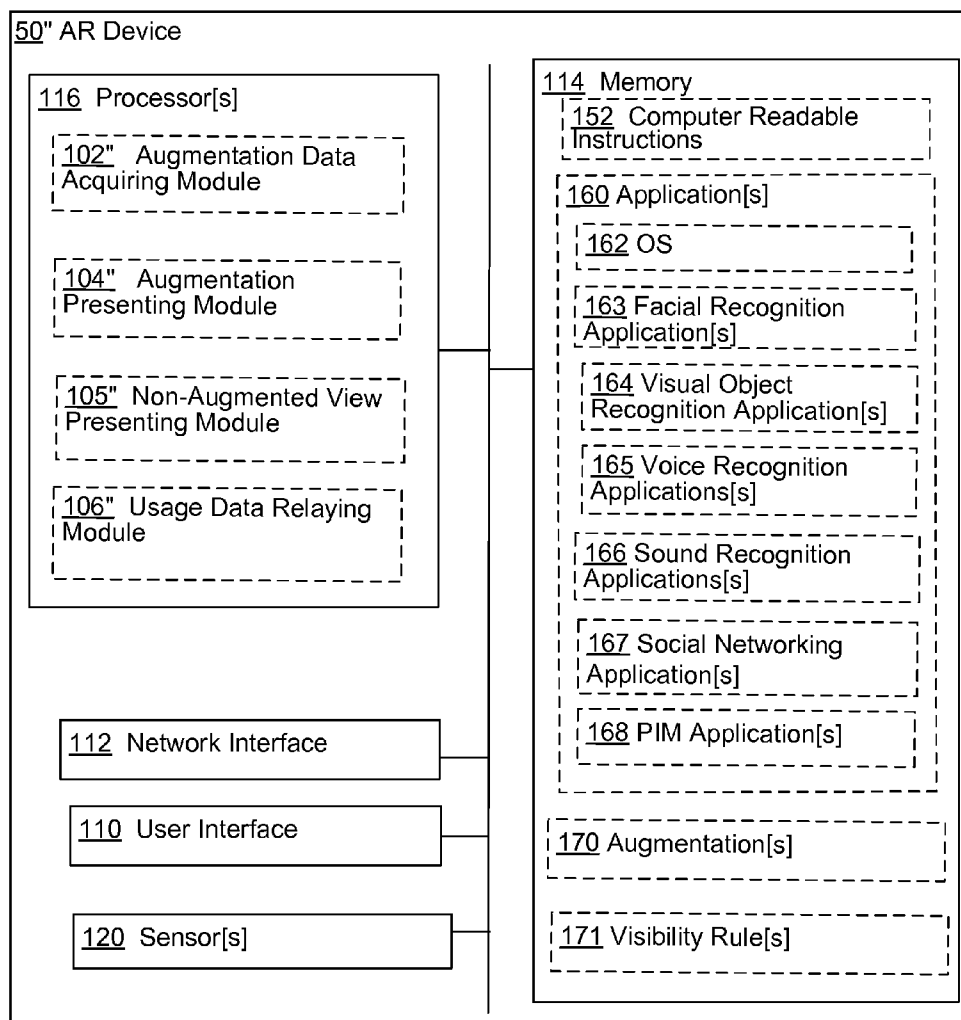 50" AR Device
116 Processor[s]
102" Augmentation Data
Acquiring Module
104" Augmentation
Presenting Module
105" Non-Augmented View
Presenting Module
106" Usage Data Relaying
Module
112 Network Interface
110 User Interface
120 Sensor[s]
114 Memory
152 Computer Readable
Instructions
160 Application[s]
162 OS
163 Facial Recognition
Application[s]
164 Visual Object
Recognition Application[s]
165 Voice Recognition
Applications[s]
166 Sound Recognition
Applications[s]
167 Social Networking
Application[s]
168 PIM Application[s]
170 Augmentation[s]
171 Visibility Rule[s]